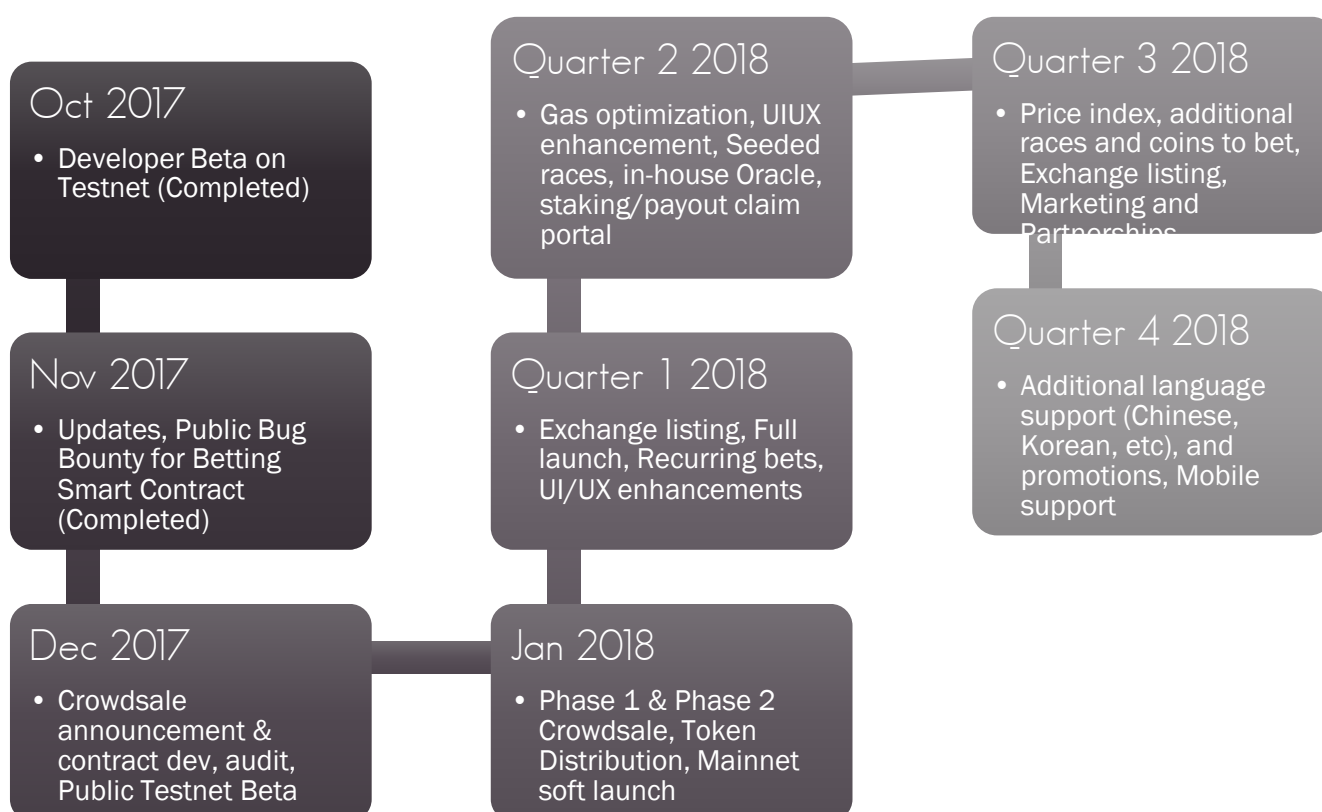 Oct 2017
• Developer Beta on
Testnet (Completed)
Nov 2017
• Updates, Public Bug
Bounty for Betting
Smart Contract
(Completed)
Dec 2017
• Crowdsale
announcement &
contract dev, audit,
Public Testnet Beta
Jan 2018
• Phase 1 & Phase 2
Crowdsale, Token
Distribution, Mainnet
soft launch
Quarter 1 2018
• Exchange listing, Full
launch, Recurring bets,
UI/UX enhancements
Quarter 2 2018
• Gas optimization, UIUX
enhancement, Seeded
races, in-house Oracle,
staking/payout claim
portal
Quarter 3 2018
• Price index, additional
races and coins to bet,
Exchange listing,
Marketing and
Partnerships
Quarter 4 2018
• Additional language
support (Chinese,
Korean, etc), and
promotions, Mobile
support